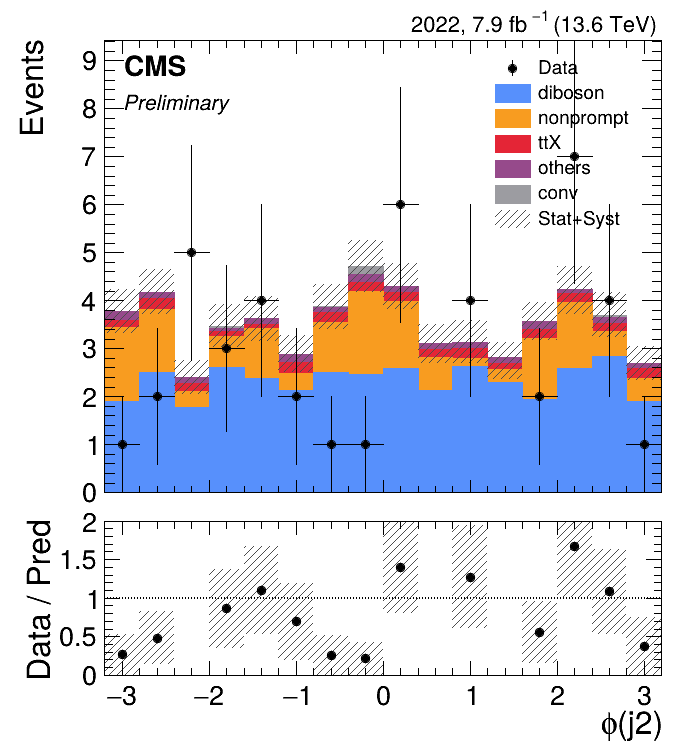 2022, 7.9 fb⁻¹ (13.6 TeV)
Events
9
8
7
6
5
4
3
2
1
0
CMS
Preliminary
Data
diboson
nonprompt
ttX
others
conv
Stat+Syst
Data / Pred
2
1.5
1
0.5
0
−3 −2 −1 0 1 2 3
ϕ(j2)